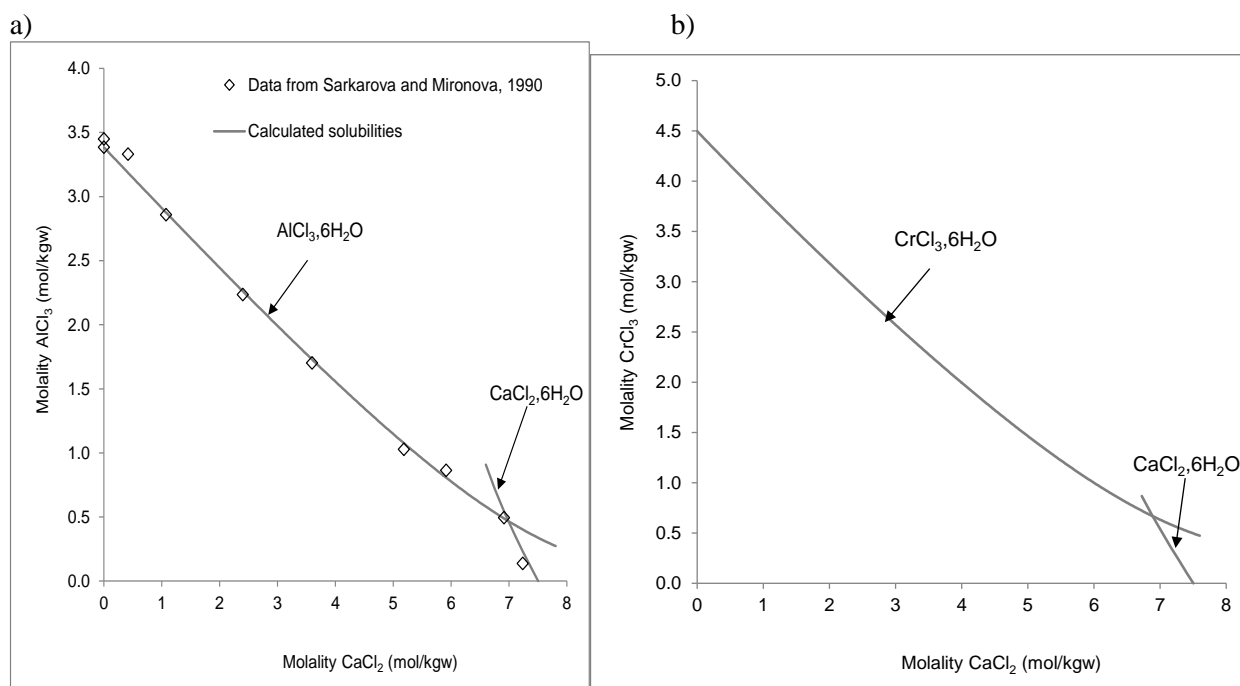 a)
4.0
3.5
3.0
2.5
2.0
1.5
1.0
0.5
0.0
Molality AlCl₃ (mol/kgw)
Data from Sarkarova and Mironova, 1990
Calculated solubilities
AlCl₃,6H₂O
CaCl₂,6H₂O
0 1 2 3 4 5 6 7 8
Molality CaCl₂ (mol/kgw)
b)
5.0
4.5
4.0
3.5
3.0
2.5
2.0
1.5
1.0
0.5
0.0
Molality CrCl₃ (mol/kgw)
CrCl₃,6H₂O
CaCl₂,6H₂O
0 1 2 3 4 5 6 7 8
Molality CaCl₂ (mol/kgw)